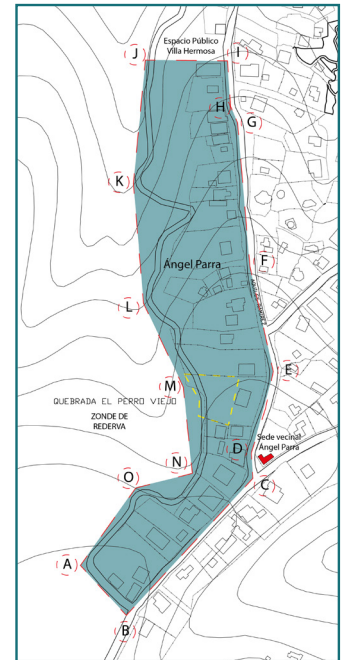 Espacio Público
Villa Hermosa
J
I
H
G
K
Ángel Parra
F
L
E
M
QUEBRADA EL PERRO VIEJO
ZONDE DE
REDERVA
Sede vecinal
Ángel Parra
D
N
C
O
A
B